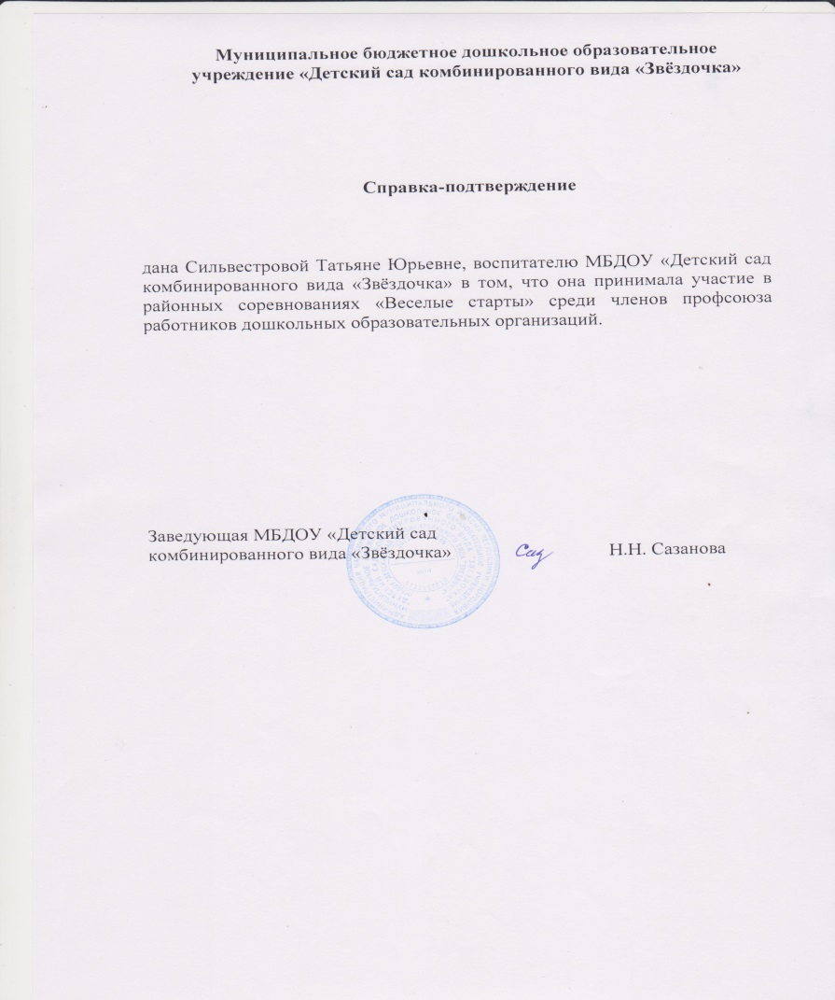 Муниципальное бюджетное дошкольное образовательное
учреждение «Детский сад комбинированного вида «Звёздочка»
Справка-подтверждение
дана Сильвестровой Татьяне Юрьевне, воспитателю МБДОУ «Детский сад
комбинированного вида «Звёздочка» в том, что она принимала участие в
районных соревнованиях «Веселые старты» среди членов профсоюза
работников дошкольных образовательных организаций.
Заведующая МБДОУ «Детский сад
комбинированного вида «Звёздочка»
Н.Н. Сазанова